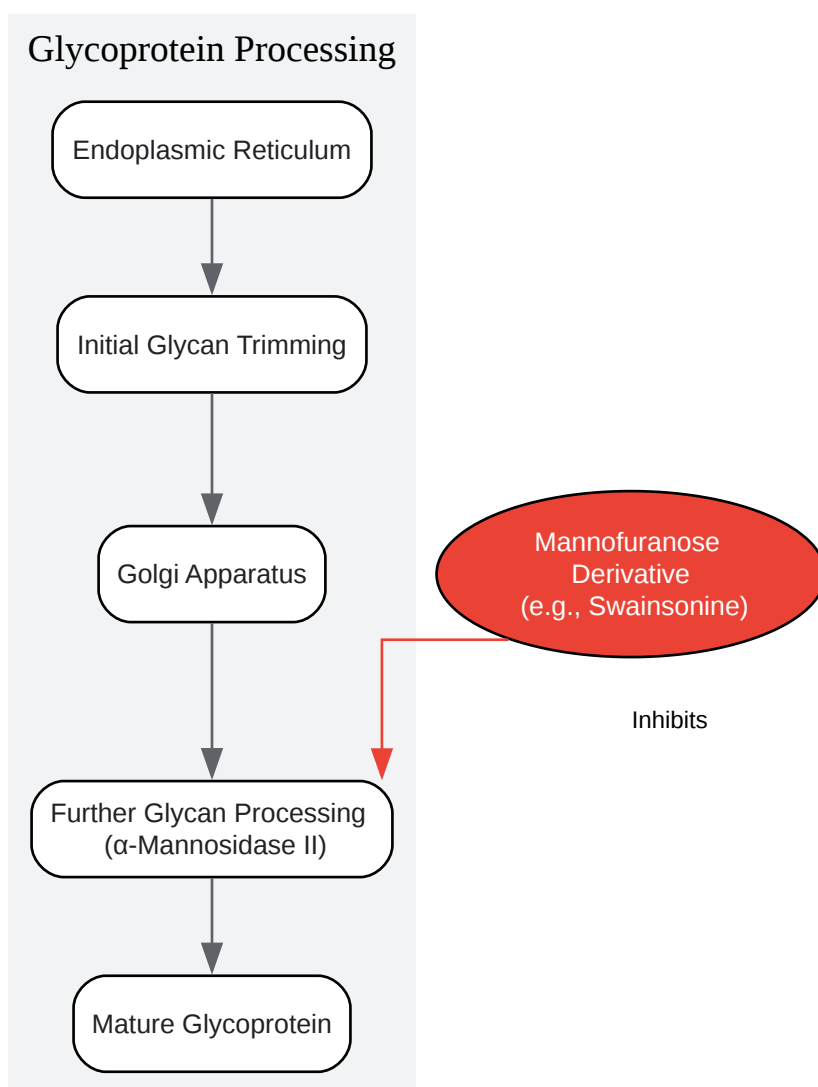 Glycoprotein Processing
Endoplasmic Reticulum
Initial Glycan Trimming
Golgi Apparatus
Mannofuranose
Derivative
(e.g., Swainsonine)
Inhibits
Further Glycan Processing
(α-Mannosidase II)
Mature Glycoprotein